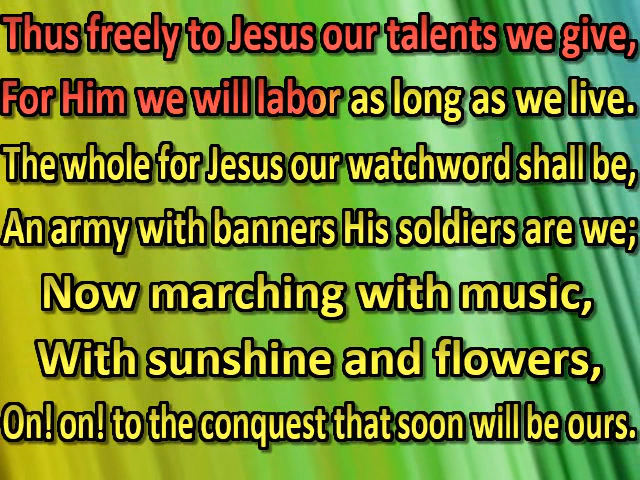 Thus freely to Jesus our talents we give,
For Him we will labor as long as we live.
The whole for Jesus our watchword shall be,
An army with banners His soldiers are we;
Now marching with music,
With sunshine and flowers,
On! on! to the conquest that soon will be ours.